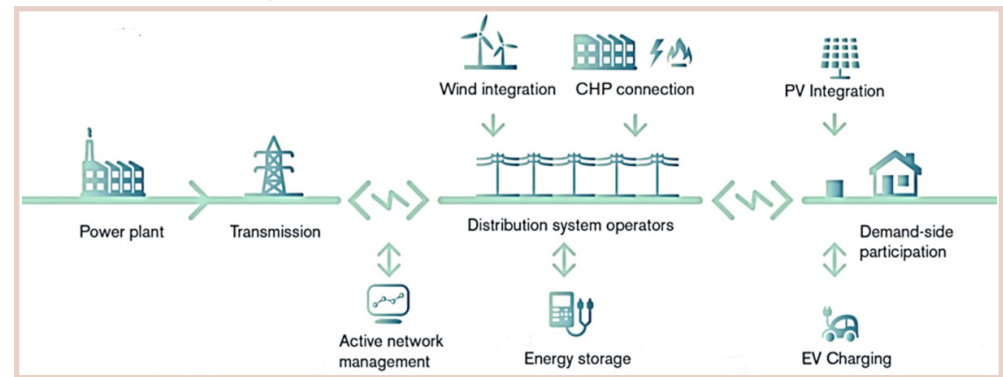 Wind integration
CHP connection
PV Integration
Power plant
Transmission
Distribution system operators
Demand-side
participation
Active network
management
Energy storage
EV Charging